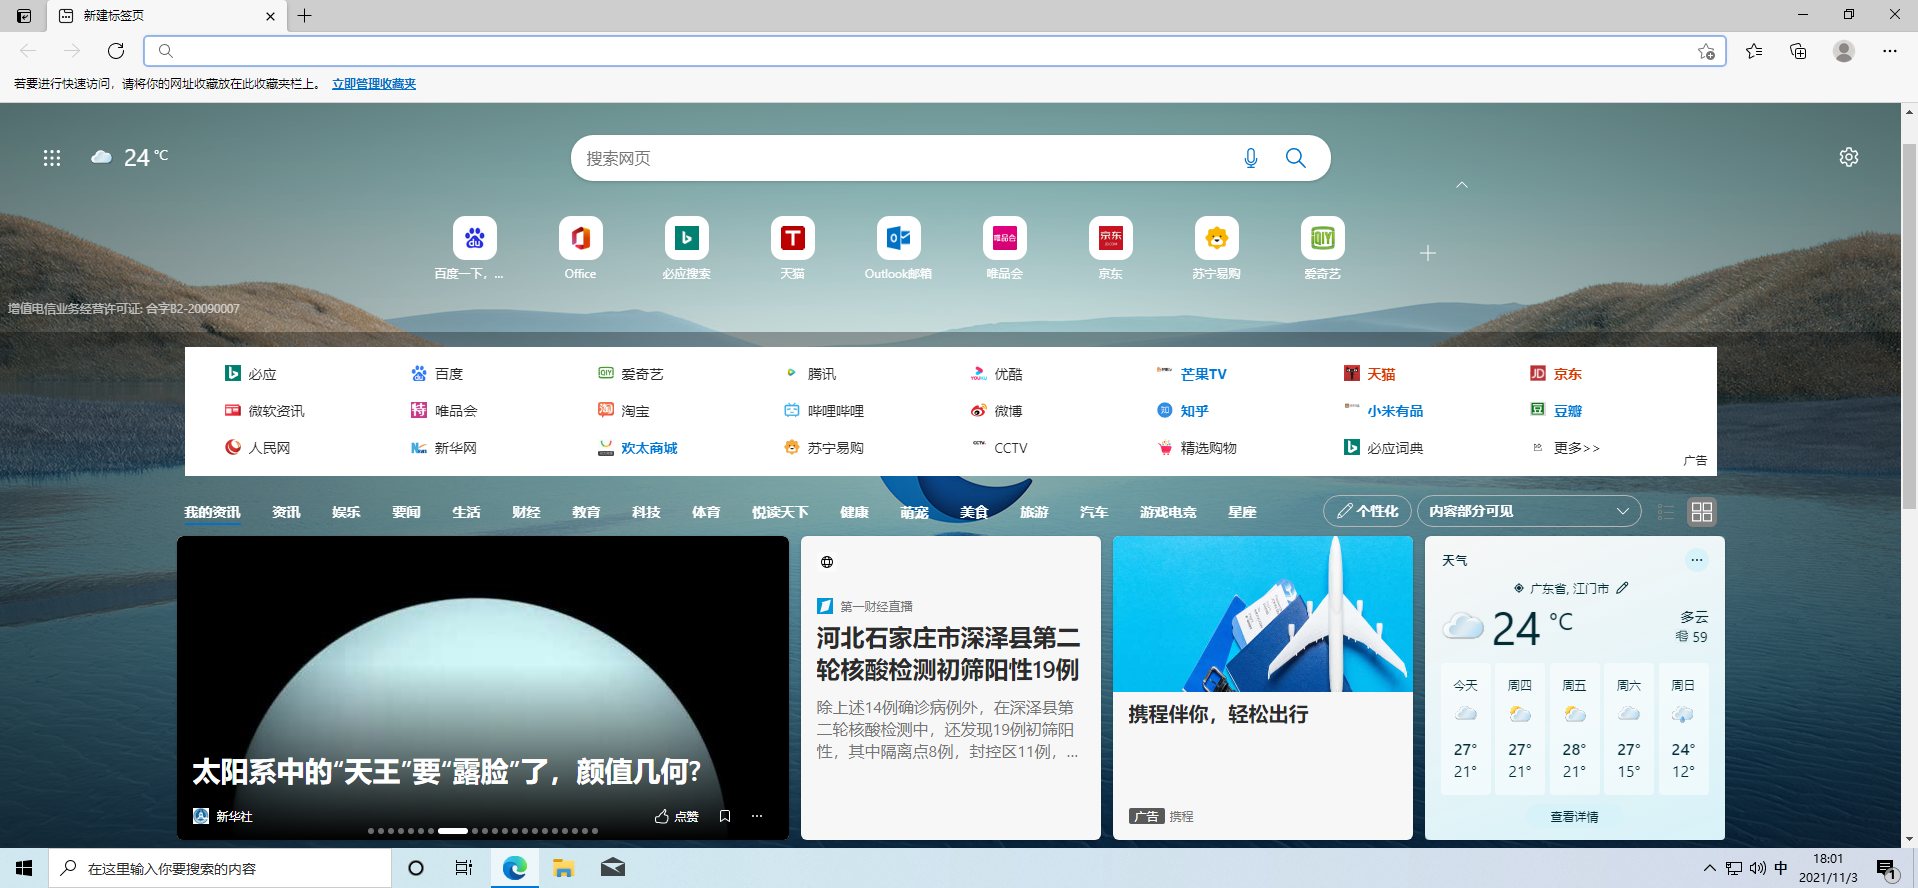 新建标签页
若要进行快速访问，请将你的网址收藏放在此收藏夹栏上。 立即管理收藏夹
24 °C
搜索网页
百度一下，... Office 必应搜索 天猫 Outlook邮箱 唯品会 京东 苏宁易购 爱奇艺
增值电信业务经营许可证: 合字B2-20090007
必应 百度 爱奇艺 腾讯 优酷 芒果TV 天猫 京东
微软资讯 唯品会 淘宝 哔哩哔哩 微博 知乎 小米有品 豆瓣
人民网 新华网 欢太商城 苏宁易购 CCTV 精选购物 必应词典 更多>>
广告
我的资讯 资讯 娱乐 要闻 生活 财经 教育 科技 体育 悦读天下 健康 萌宠 美食 旅游 汽车 游戏电竞 星座 个性化 内容部分可见
太阳系中的“天王”要“露脸”了，颜值几何?
新华社 点赞
第一财经直播
河北石家庄市深泽县第二
轮核酸检测初筛阳性19例
除上述14例确诊病例外，在深泽县第
二轮核酸检测中，还发现19例初筛阳
性，其中隔离点8例，封控区11例，...
携程伴你，轻松出行
广告 携程
天气
广东省, 江门市
24 °C
多云
59
今天 周四 周五 周六 周日
27° 27° 28° 27° 24°
21° 21° 21° 15° 12°
查看详情
在这里输入你要搜索的内容
中
18:01
2021/11/3
1